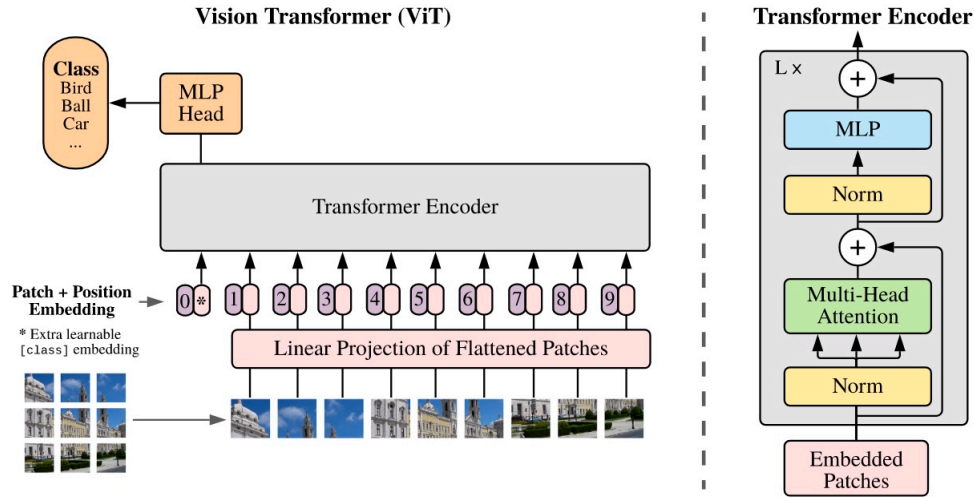 Vision Transformer (ViT)
Class
Bird
Ball
Car
...
MLP
Head
Transformer Encoder
Patch + Position
Embedding
0 * 1 2 3 4 5 6 7 8 9
* Extra learnable
[class] embedding
Linear Projection of Flattened Patches
Transformer Encoder
L x
+
MLP
Norm
+
Multi-Head
Attention
Norm
Embedded
Patches